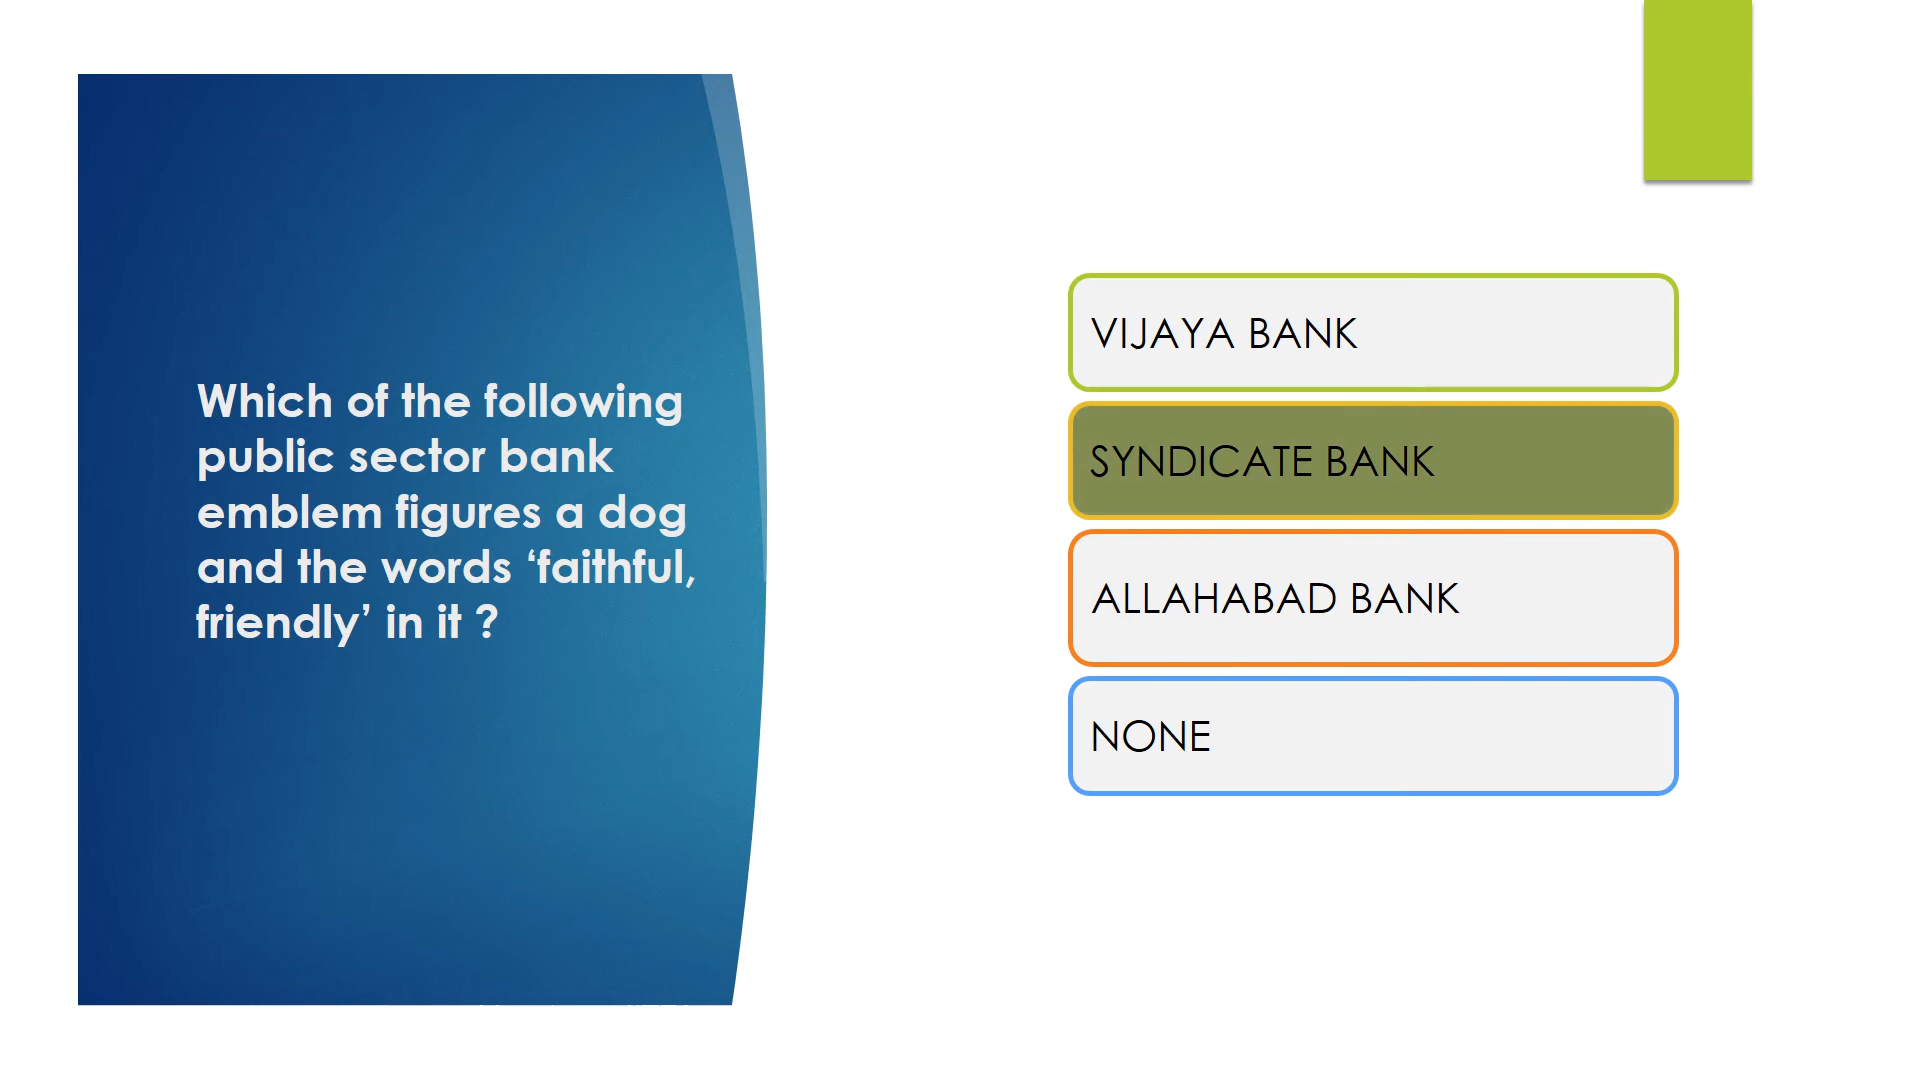 Which of the following
public sector bank
emblem figures a dog
and the words ‘faithful,
friendly’ in it ?
VIJAYA BANK
SYNDICATE BANK
ALLAHABAD BANK
NONE